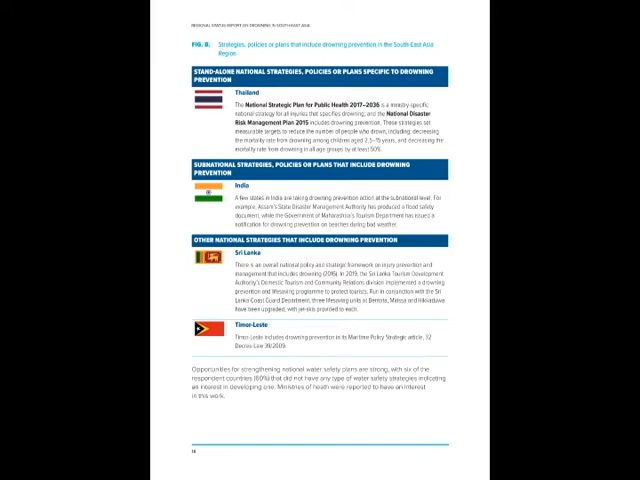 REGIONAL STATUS REPORT ON DROWNING IN SOUTH-EAST ASIA
FIG. 8. Strategies, policies or plans that include drowning prevention in the South-East Asia
Region
STAND-ALONE NATIONAL STRATEGIES, POLICIES OR PLANS SPECIFIC TO DROWNING
PREVENTION
Thailand
The National Strategic Plan for Public Health 2017–2036 is a ministry-specific
national strategy for all injuries that specifies drowning; and the National Disaster
Risk Management Plan 2015 includes drowning prevention. These strategies set
measurable targets to reduce the number of people who drown, including: decreasing
the mortality rate from drowning among children aged 2.5–15 years, and decreasing the
mortality rate from drowning in all age groups by at least 50%.
SUBNATIONAL STRATEGIES, POLICIES OR PLANS THAT INCLUDE DROWNING
PREVENTION
India
A few states in India are taking drowning prevention action at the subnational level. For
example, Assam's State Disaster Management Authority has produced a flood safety
document, while the Government of Maharashtra's Tourism Department has issued a
notification for drowning prevention on beaches during bad weather.
OTHER NATIONAL STRATEGIES THAT INCLUDE DROWNING PREVENTION
Sri Lanka
There is an overall national policy and strategic framework on injury prevention and
management that includes drowning (2016). In 2019, the Sri Lanka Tourism Development
Authority's Domestic Tourism and Community Relations division implemented a drowning
prevention and lifesaving programme to protect tourists. Run in conjunction with the Sri
Lanka Coast Guard Department, three lifesaving units at Bentota, Mirissa and Hikkaduwa
have been upgraded, with jet-skis provided to each.
Timor-Leste
Timor-Leste includes drowning prevention in its Maritime Policy Strategic article, 32
Decree-Law 39/2009.
Opportunities for strengthening national water safety plans are strong, with six of the
respondent countries (60%) that did not have any type of water safety strategies indicating
an interest in developing one. Ministries of health were reported to have an interest
in this work.
14